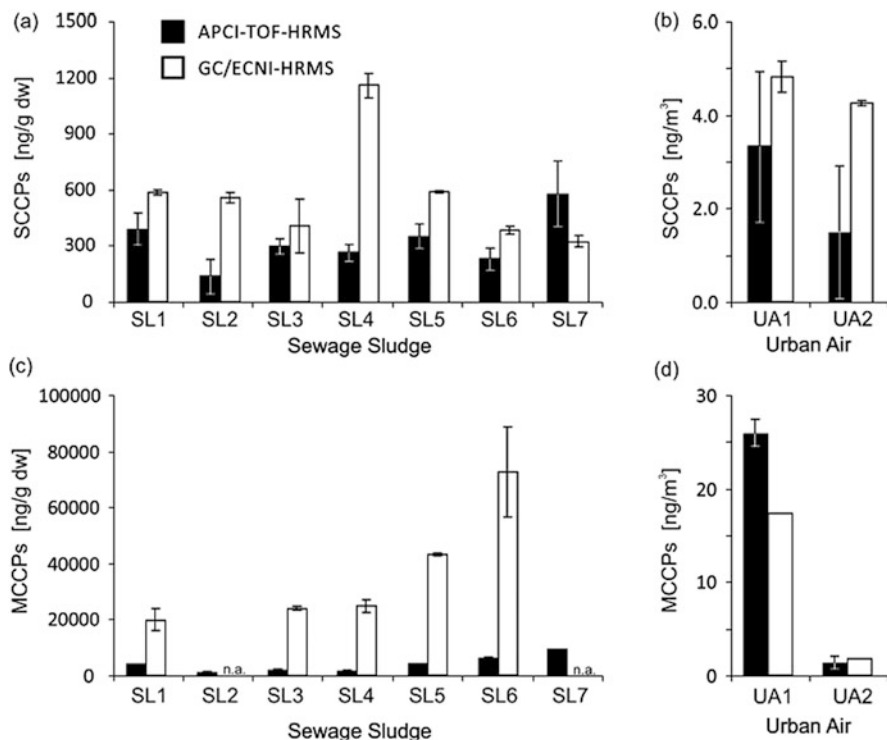 (a)
APCI-TOF-HRMS
GC/ECNI-HRMS
SCCPs [ng/g dw]
1500
1200
900
600
300
0
SL1 SL2 SL3 SL4 SL5 SL6 SL7
Sewage Sludge
(b)
SCCPs [ng/m³]
6.0
4.0
2.0
0.0
UA1 UA2
Urban Air
(c)
MCCPs [ng/g dw]
100000
80000
60000
40000
20000
0
n.a.
n.a.
SL1 SL2 SL3 SL4 SL5 SL6 SL7
Sewage Sludge
(d)
MCCPs [ng/m³]
30
20
10
0
UA1 UA2
Urban Air